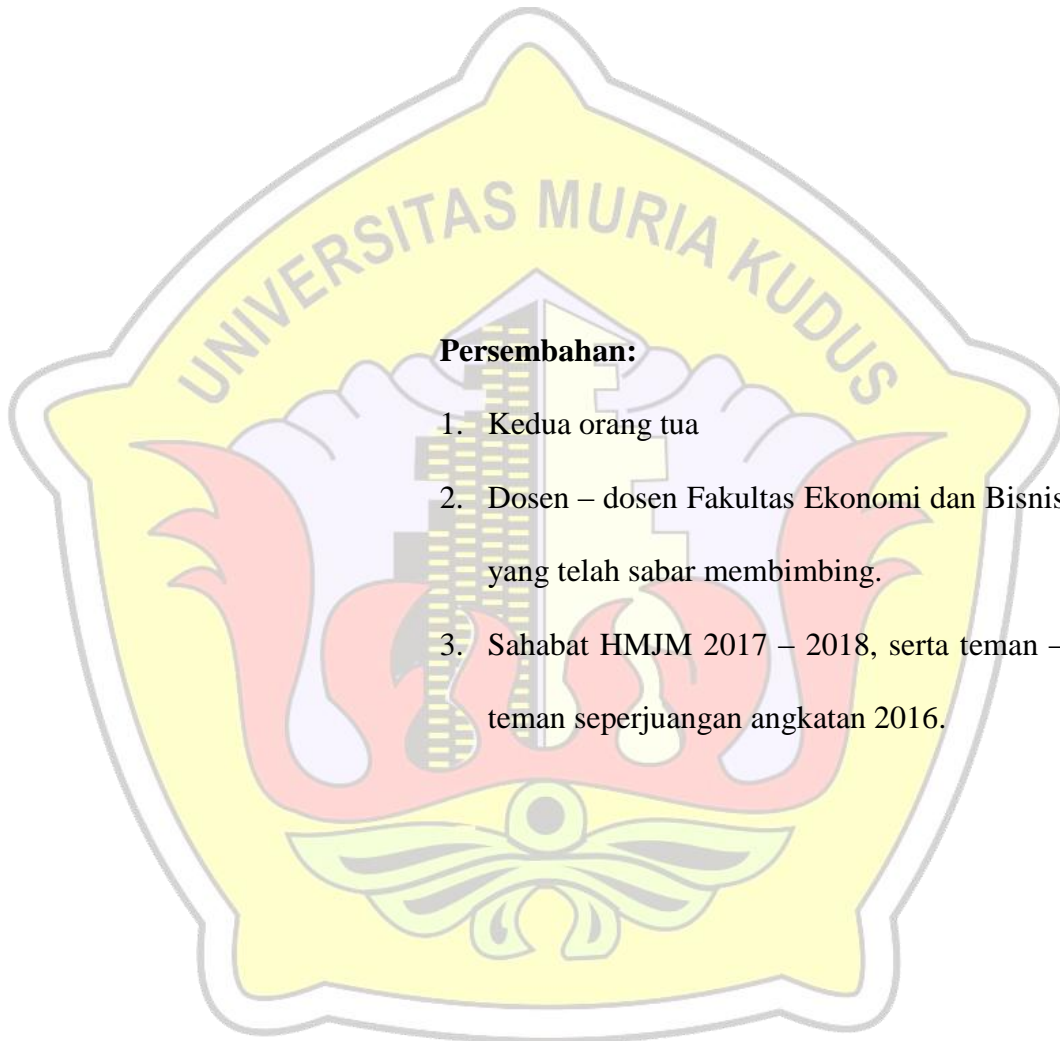 UNIVERSITAS MURIA KUDUS
Persembahan:
1. Kedua orang tua
2. Dosen – dosen Fakultas Ekonomi dan Bisnis
yang telah sabar membimbing.
3. Sahabat HMJM 2017 – 2018, serta teman –
teman seperjuangan angkatan 2016.